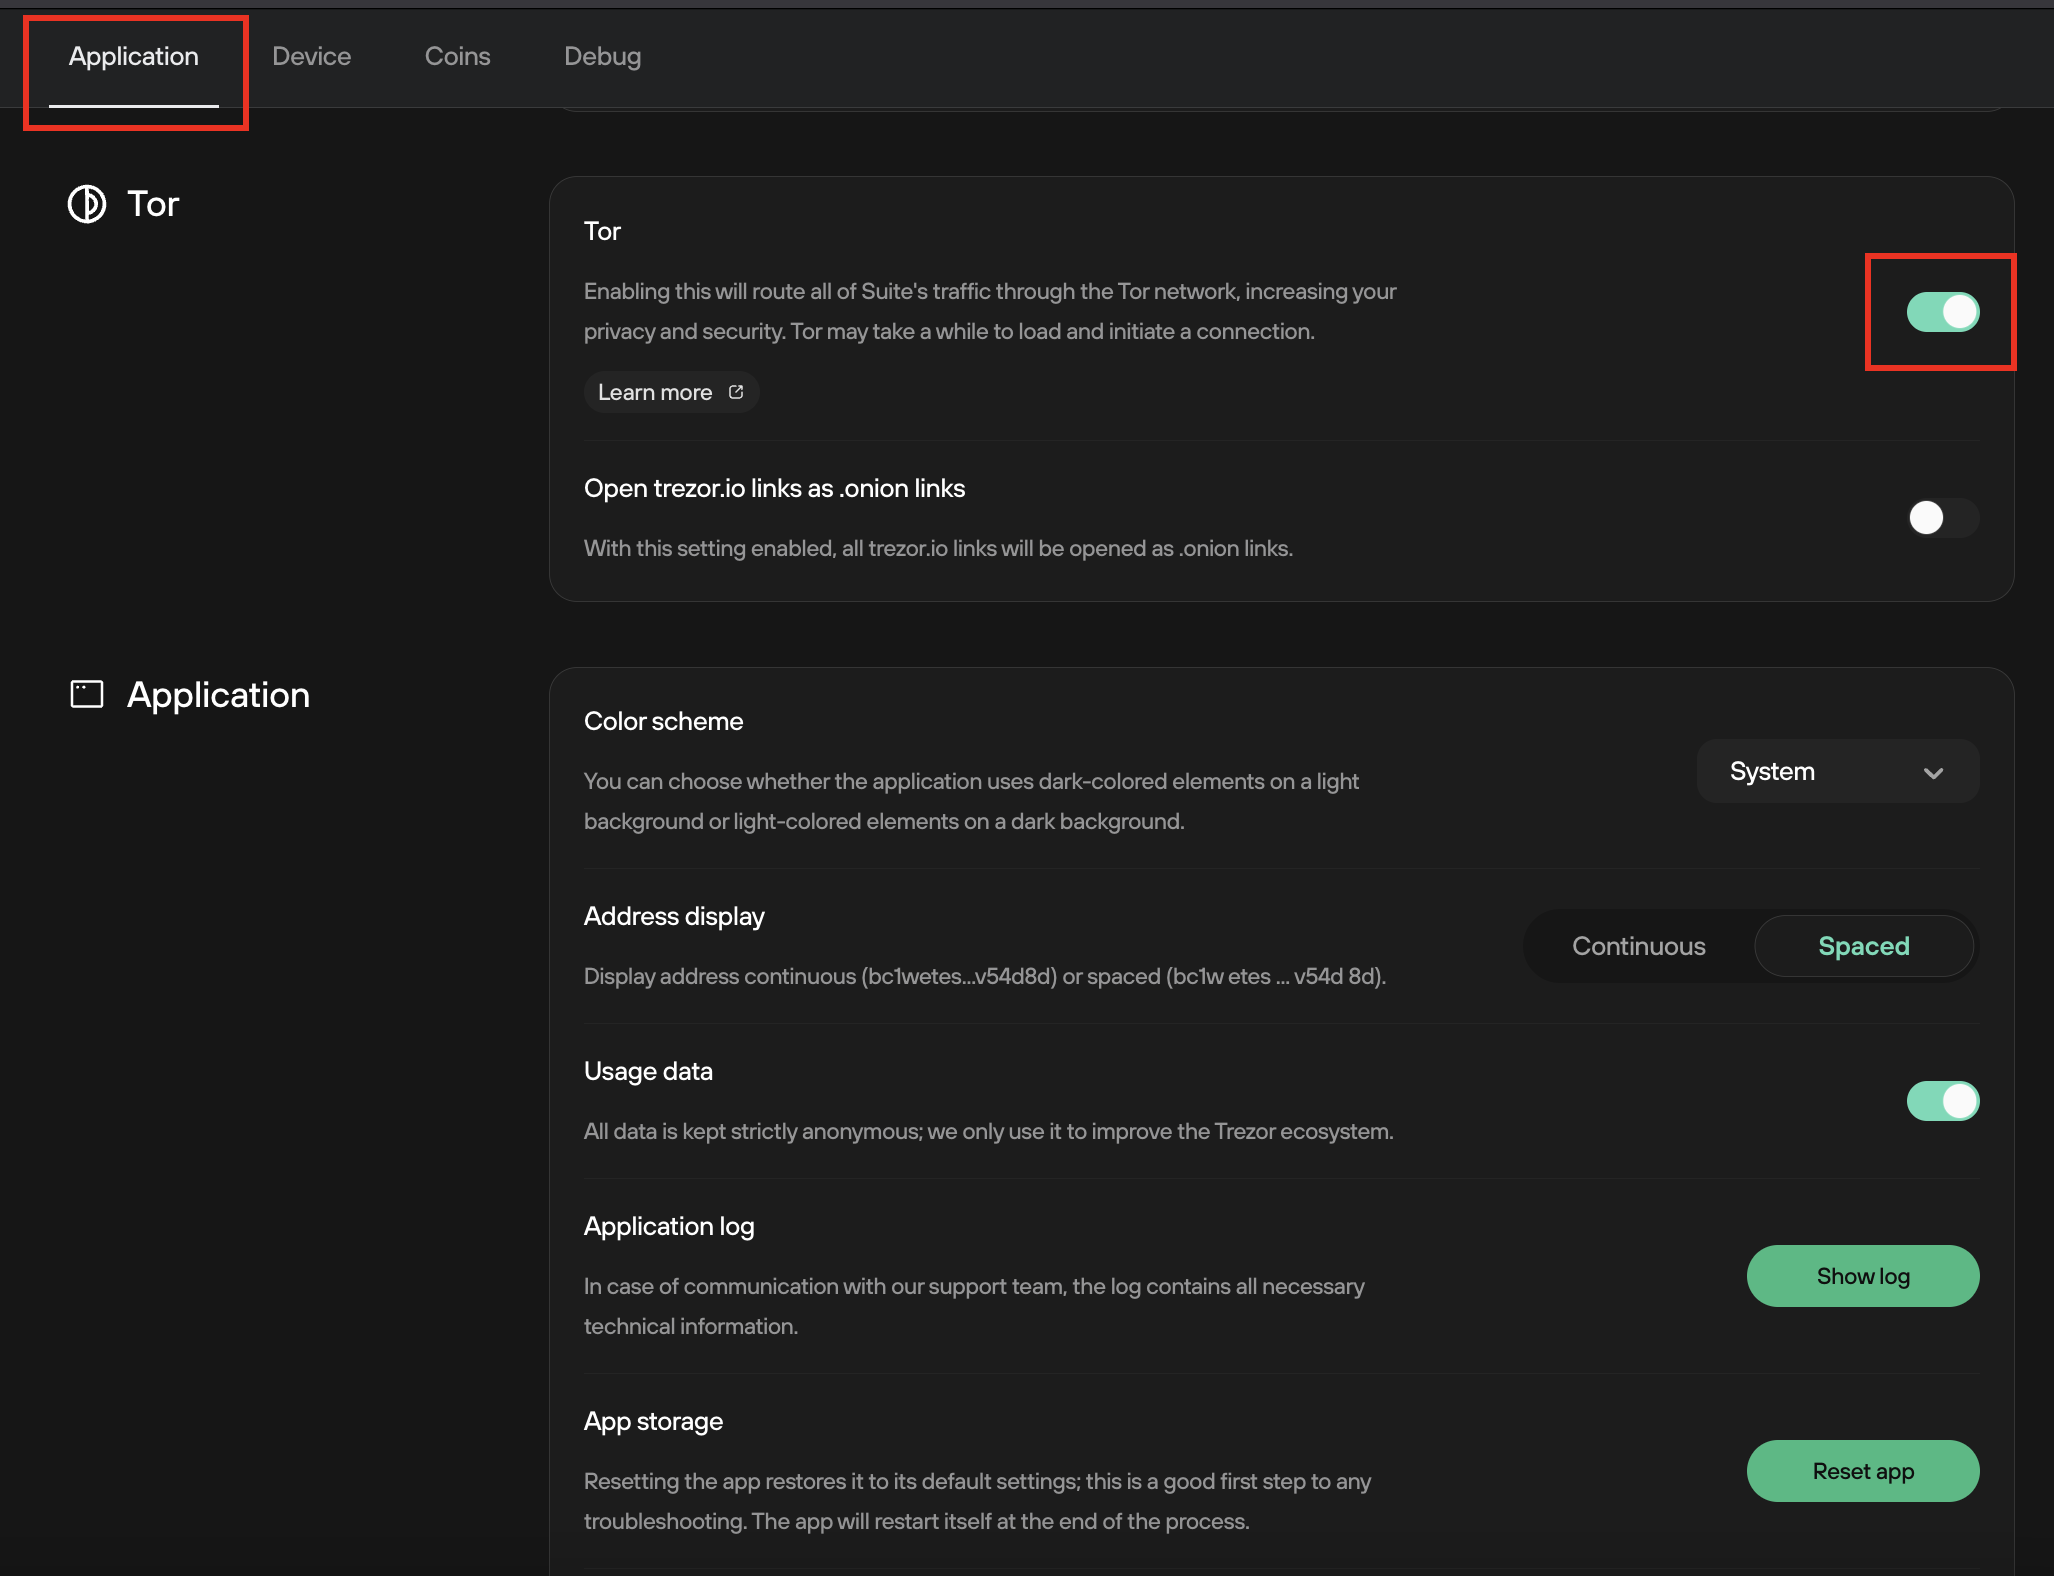 Application Device Coins Debug
Tor
Tor
Enabling this will route all of Suite's traffic through the Tor network, increasing your
privacy and security. Tor may take a while to load and initiate a connection.
Learn more
Open trezor.io links as .onion links
With this setting enabled, all trezor.io links will be opened as .onion links.
Application
Color scheme
You can choose whether the application uses dark-colored elements on a light
background or light-colored elements on a dark background.
System
Address display
Display address continuous (bc1wetes...v54d8d) or spaced (bc1w etes ... v54d 8d).
Continuous Spaced
Usage data
All data is kept strictly anonymous; we only use it to improve the Trezor ecosystem.
Application log
In case of communication with our support team, the log contains all necessary
technical information.
Show log
App storage
Resetting the app restores it to its default settings; this is a good first step to any
troubleshooting. The app will restart itself at the end of the process.
Reset app